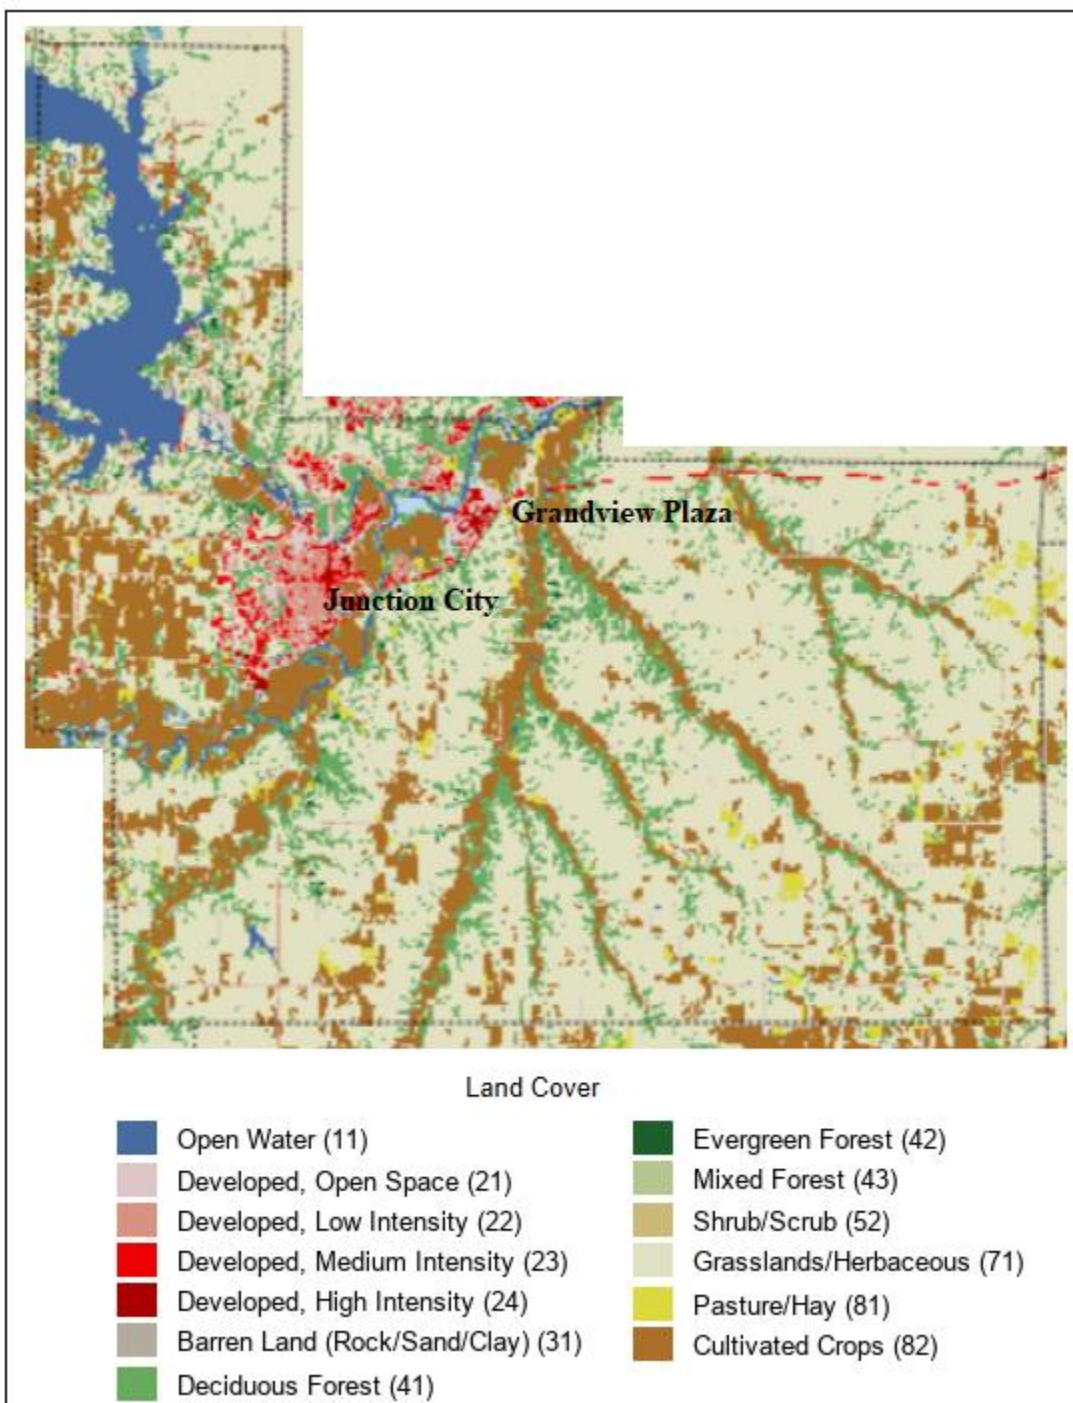 Grandview Plaza
Junction City
Land Cover
Open Water (11)
Developed, Open Space (21)
Developed, Low Intensity (22)
Developed, Medium Intensity (23)
Developed, High Intensity (24)
Barren Land (Rock/Sand/Clay) (31)
Deciduous Forest (41)
Evergreen Forest (42)
Mixed Forest (43)
Shrub/Scrub (52)
Grasslands/Herbaceous (71)
Pasture/Hay (81)
Cultivated Crops (82)